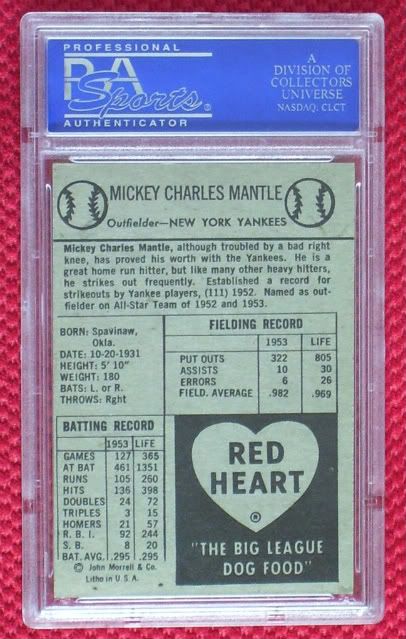 PROFESSIONAL
PSA
Sports®
AUTHENTICATOR
A
DIVISION OF
COLLECTORS
UNIVERSE
NASDAQ: CLCT
MICKEY CHARLES MANTLE
Outfielder—NEW YORK YANKEES
Mickey Charles Mantle, although troubled by a bad right
knee, has proved his worth with the Yankees. He is a
great home run hitter, but like many other heavy hitters,
he strikes out frequently. Established a record for
strikeouts by Yankee players, (111) 1952. Named as out-
fielder on All-Star Team of 1952 and 1953.
BORN: Spavinaw,
Okla.
DATE: 10-20-1931
HEIGHT: 5' 10"
WEIGHT: 180
BATS: L. or R.
THROWS: Rght
FIELDING RECORD
1953 LIFE
PUT OUTS 322 805
ASSISTS 10 30
ERRORS 6 26
FIELD. AVERAGE .982 .969
BATTING RECORD
1953 LIFE
GAMES 127 365
AT BAT 461 1351
RUNS 105 260
HITS 136 398
DOUBLES 24 72
TRIPLES 3 15
HOMERS 21 57
R. B. I. 92 244
S. B. 8 20
BAT. AVG. .295 .295
© John Morrell & Co.
Litho in U. S. A.
RED
HEART
®
"THE BIG LEAGUE
DOG FOOD"